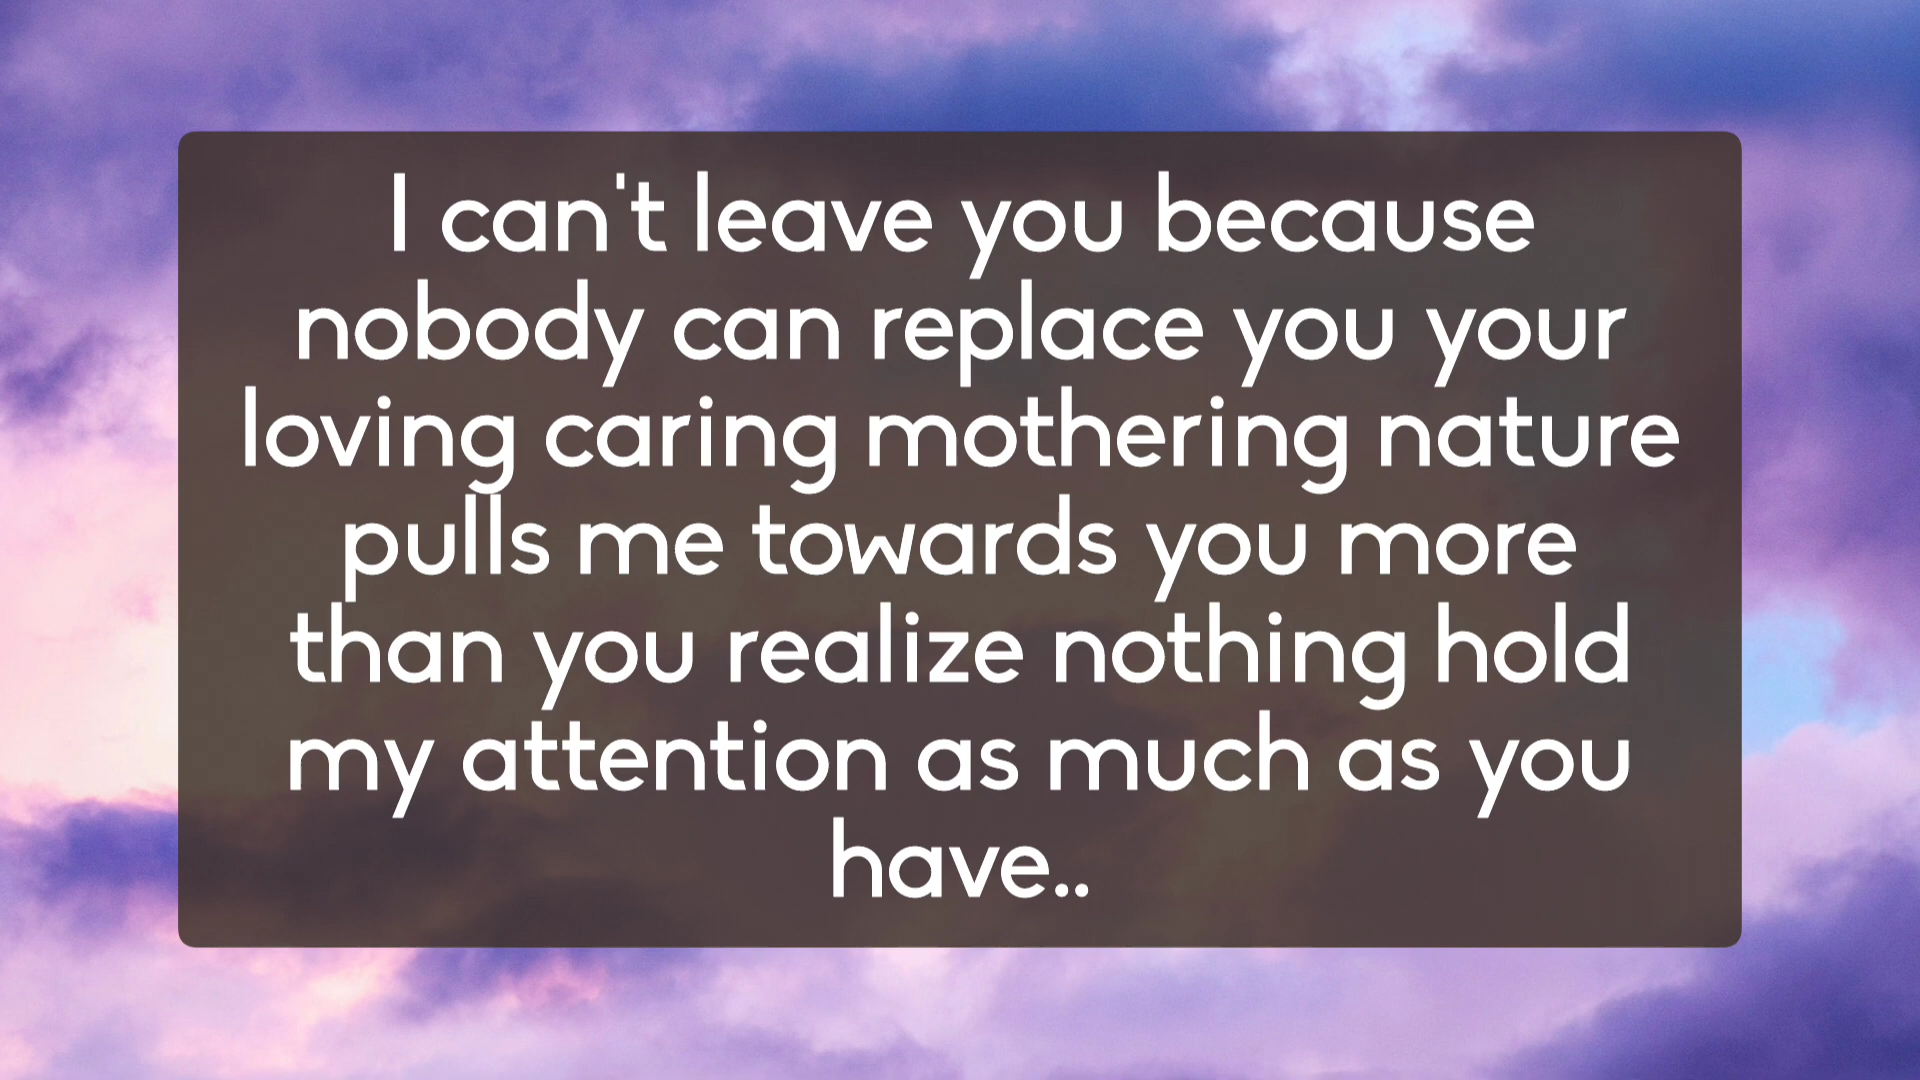 I can't leave you because
nobody can replace you your
loving caring mothering nature
pulls me towards you more
than you realize nothing hold
my attention as much as you
have..